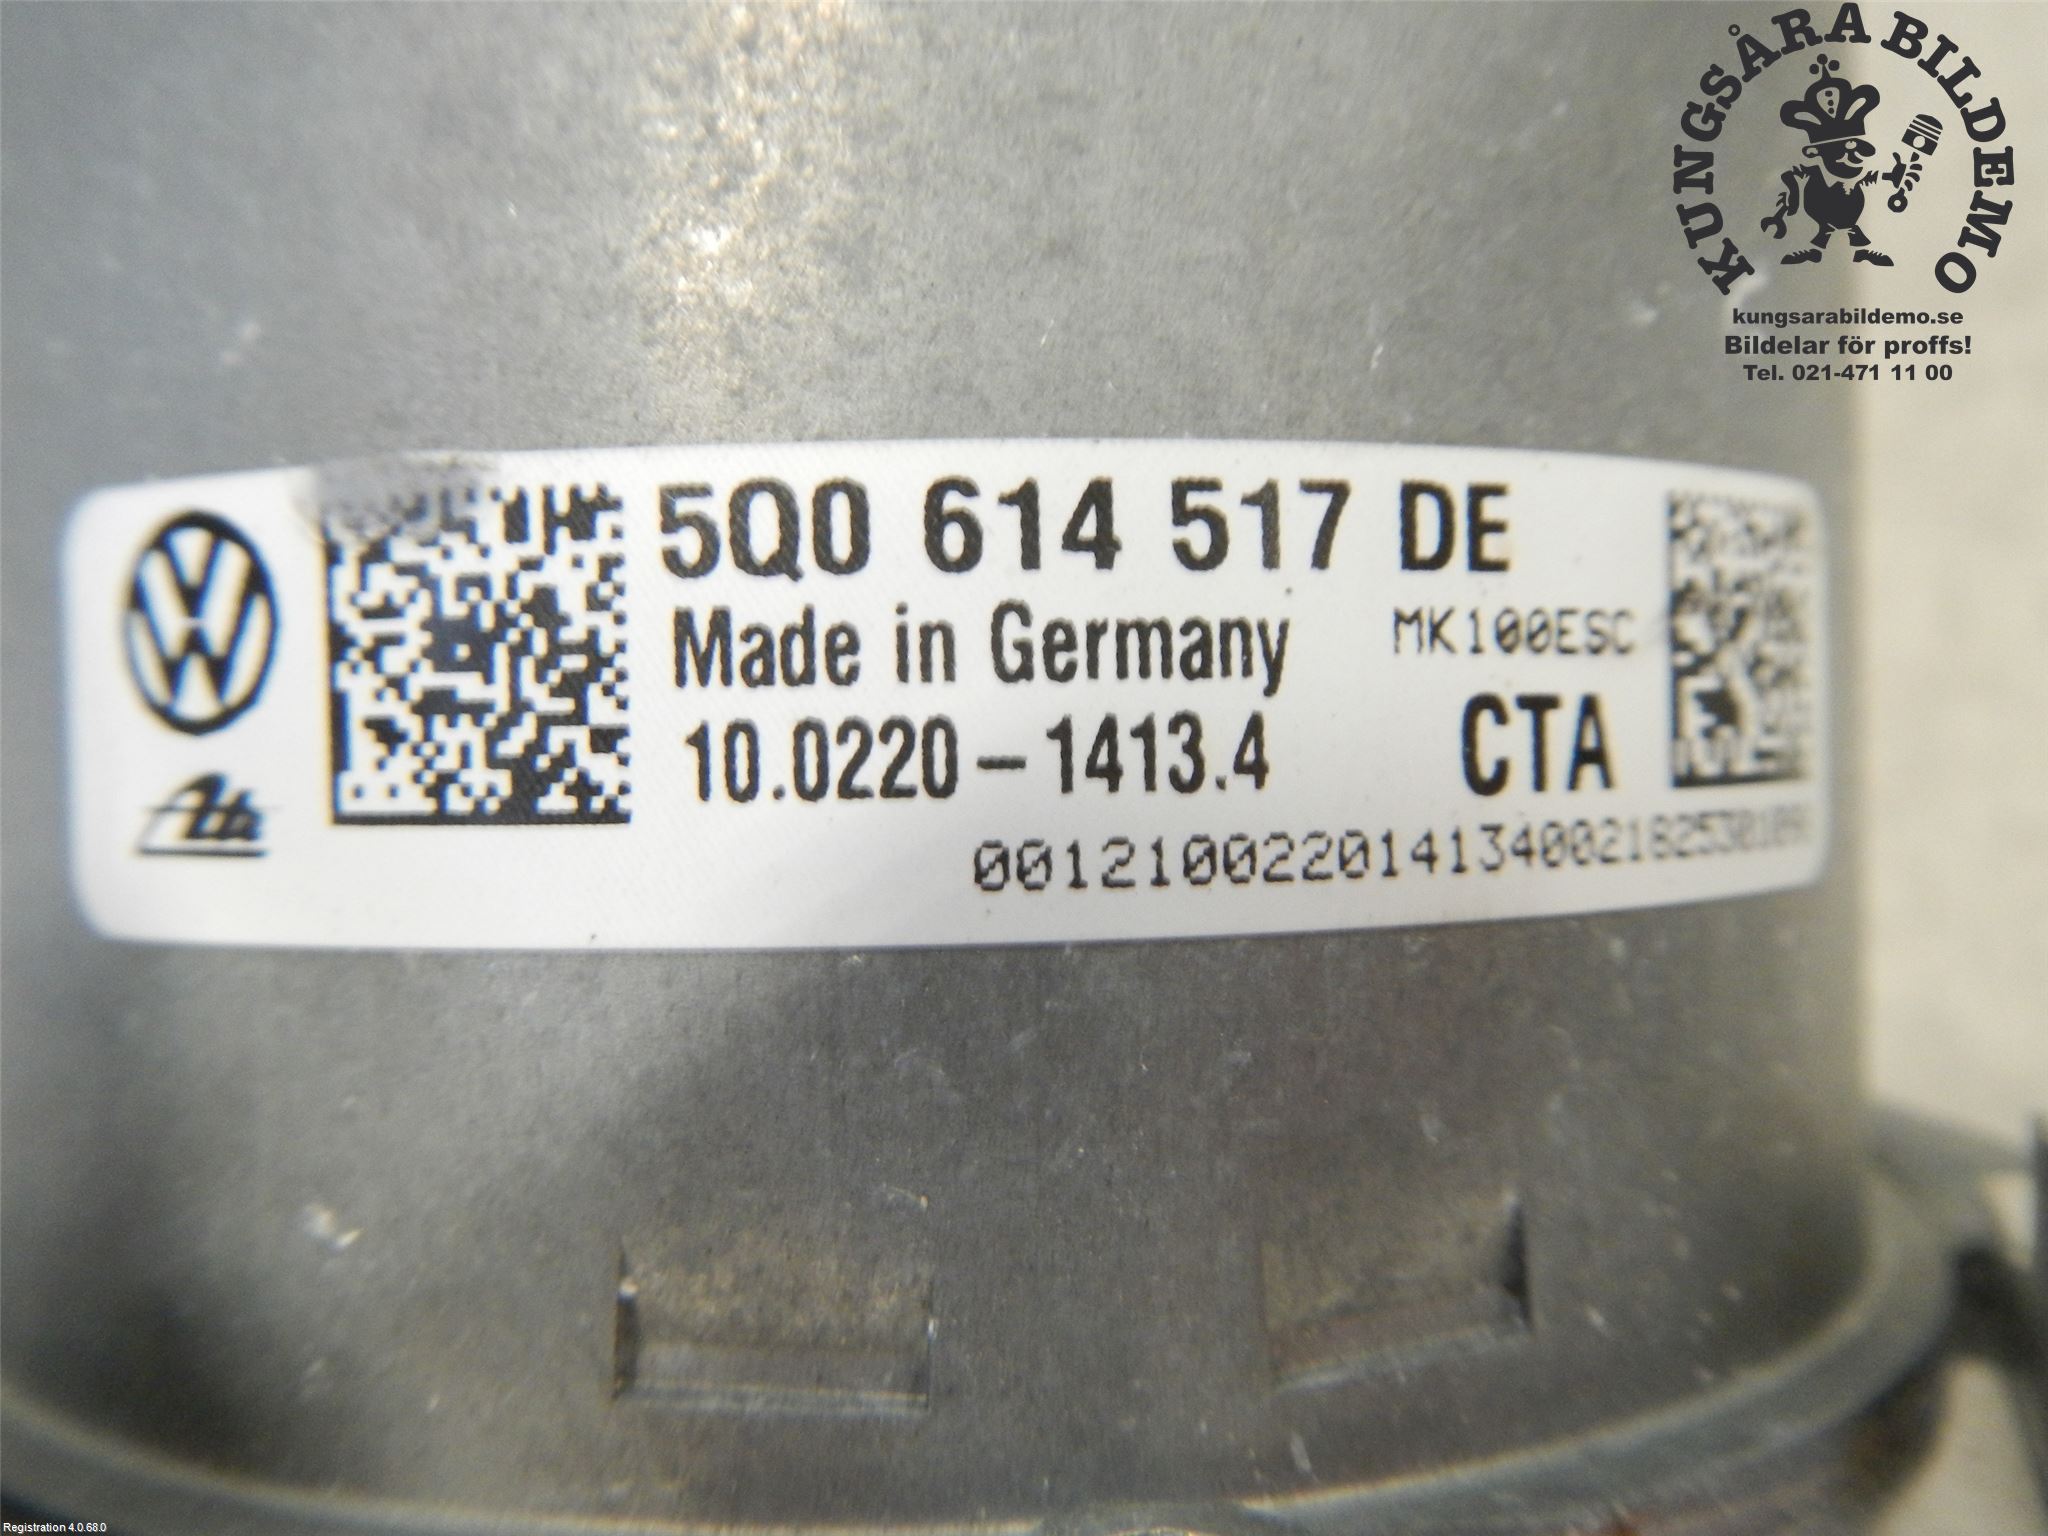 KUNGSÅRA BILDEMO
kungsarabildemo.se
Bildelar för proffs!
Tel. 021-471 11 00
5Q0 614 517 DE
Made in Germany MK100ESC
10.0220-1413.4 CTA
Ate
Registration 4.0.68.0